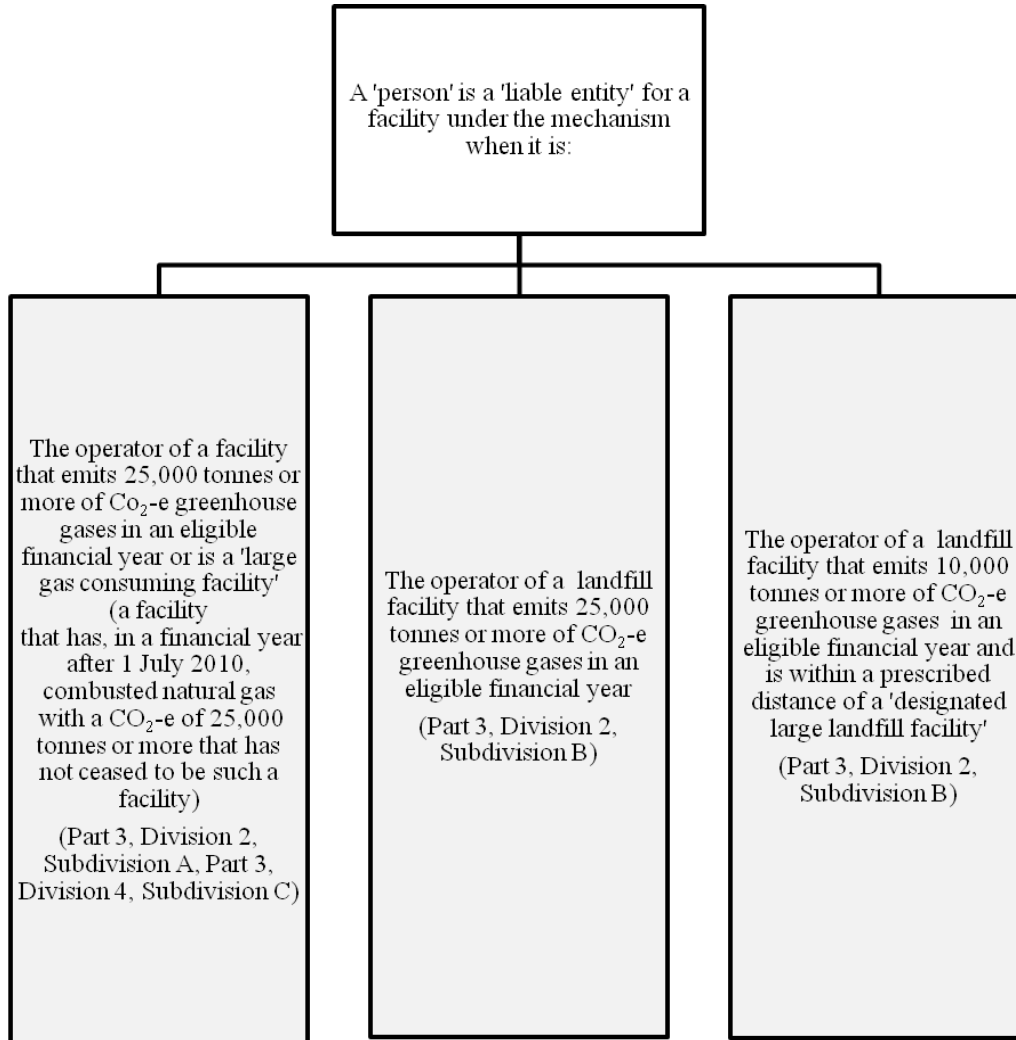 A 'person' is a 'liable entity' for a
facility under the mechanism
when it is:
The operator of a facility
that emits 25,000 tonnes or
more of Co₂-e greenhouse
gases in an eligible
financial year or is a 'large
gas consuming facility'
(a facility
that has, in a financial year
after 1 July 2010,
combusted natural gas
with a CO₂-e of 25,000
tonnes or more that has
not ceased to be such a
facility)
(Part 3, Division 2,
Subdivision A, Part 3,
Division 4, Subdivision C)
The operator of a  landfill
facility that emits 25,000
tonnes or more of CO₂-e
greenhouse gases in an
eligible financial year
(Part 3, Division 2,
Subdivision B)
The operator of a  landfill
facility that emits 10,000
tonnes or more of CO₂-e
greenhouse gases  in an
eligible financial year and
is within a prescribed
distance of a 'designated
large landfill facility'
(Part 3, Division 2,
Subdivision B)